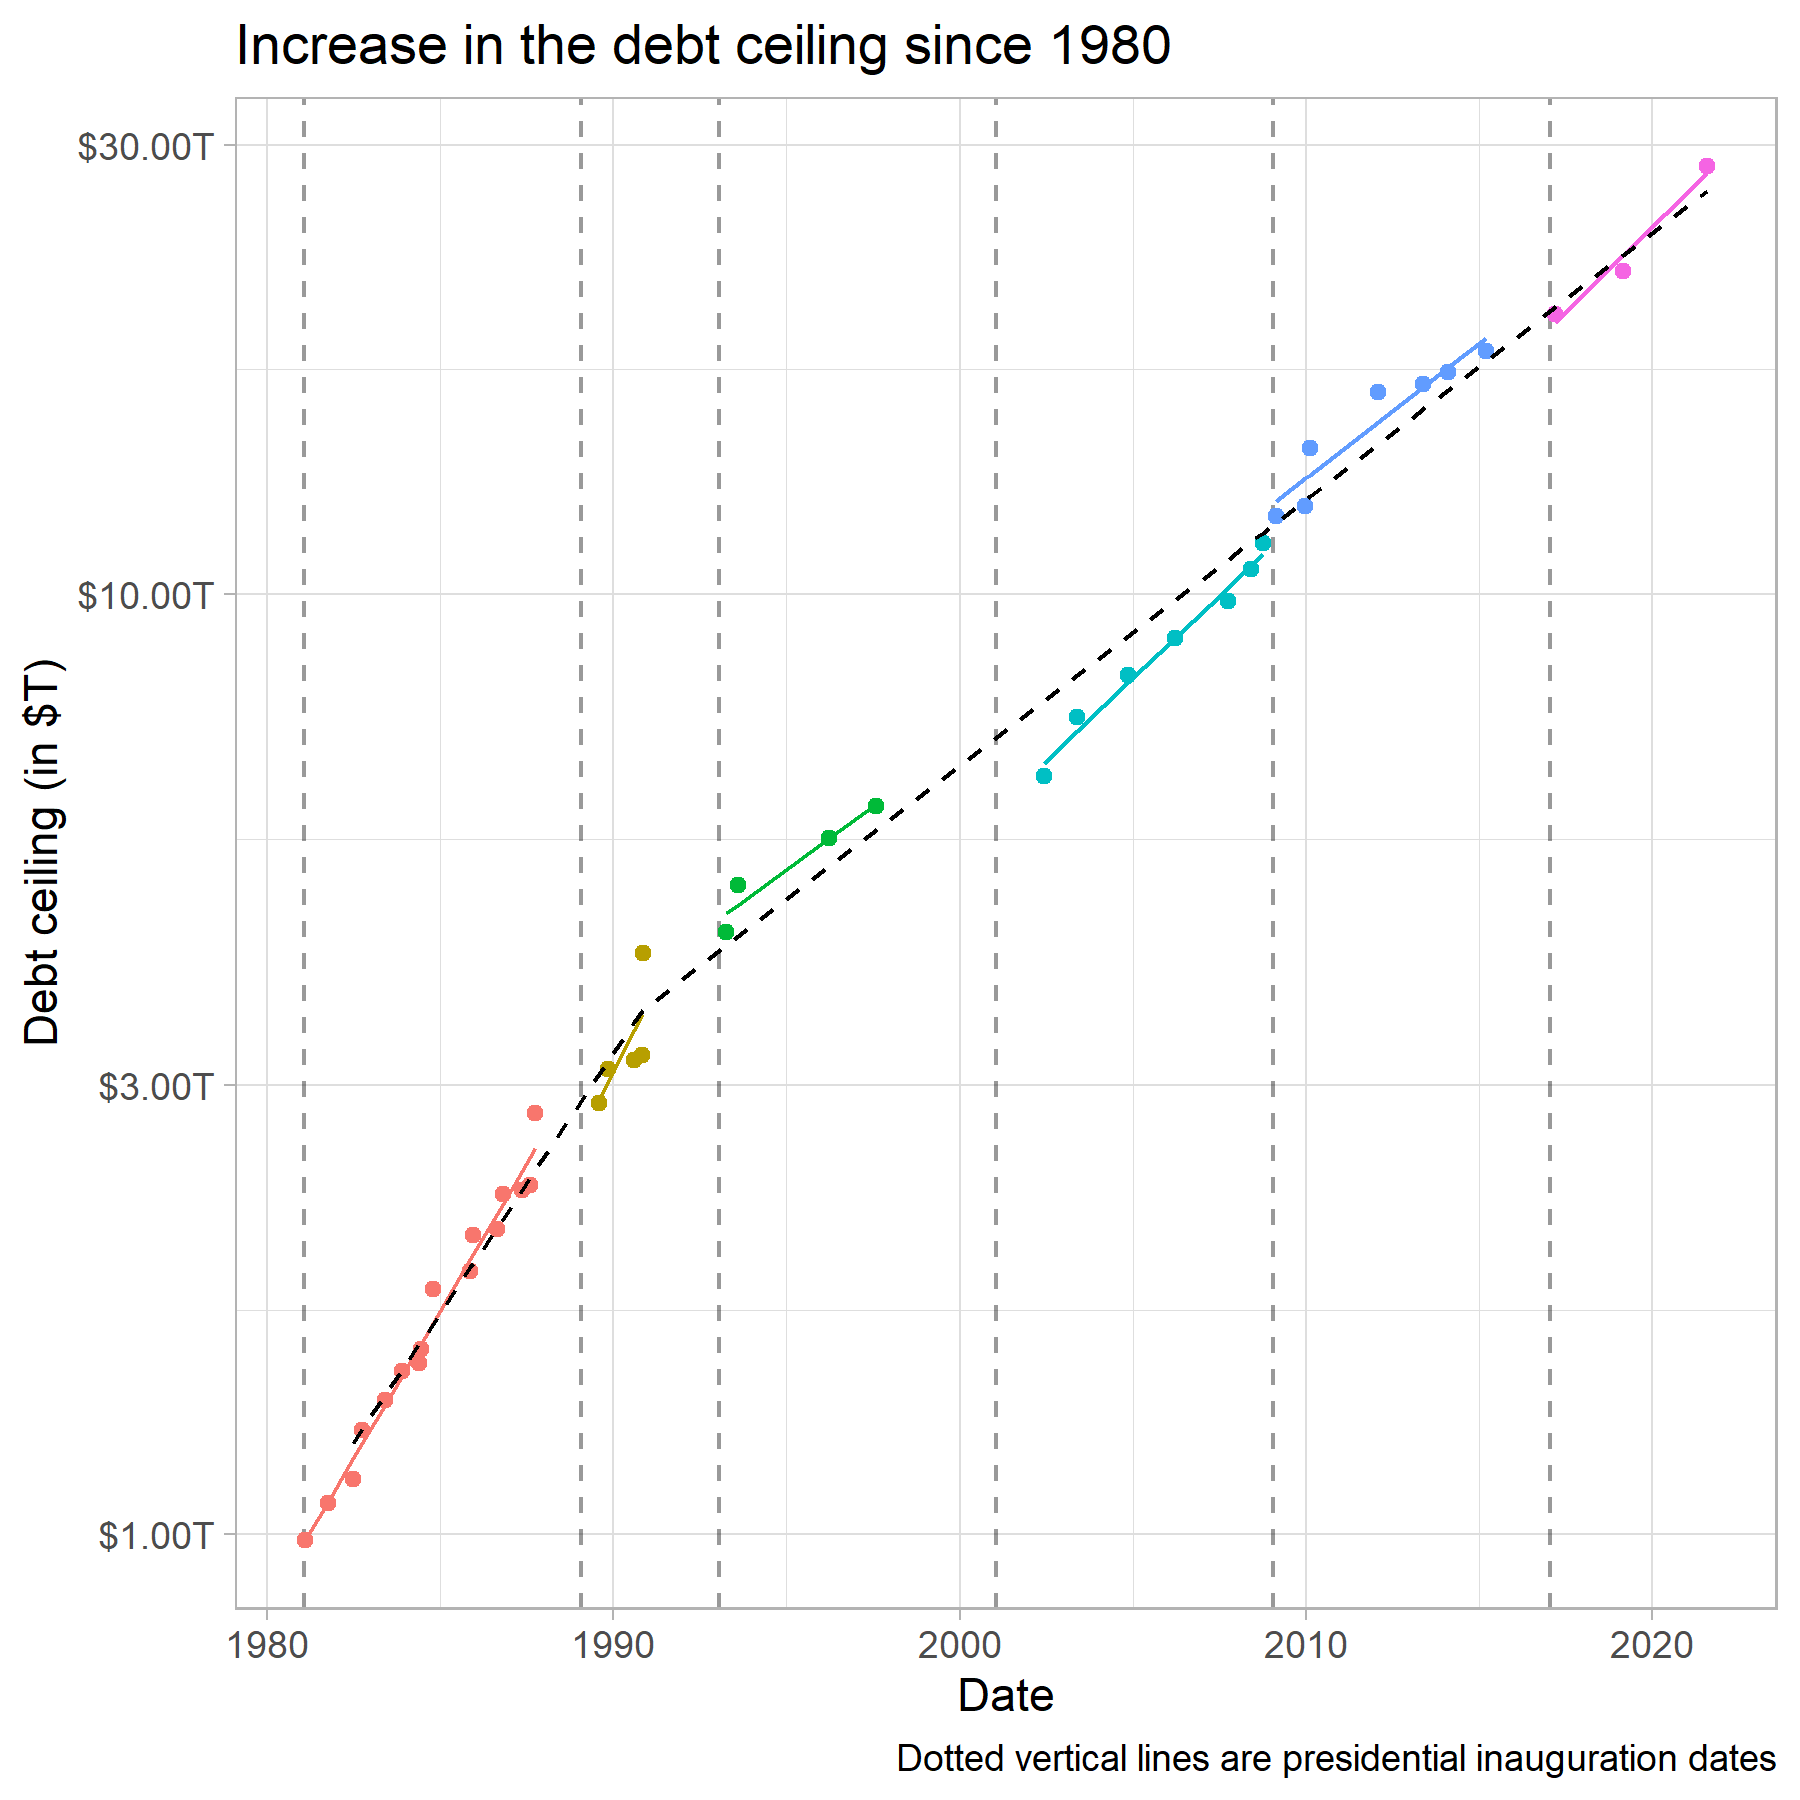 Increase in the debt ceiling since 1980
$30.00T
$10.00T
$3.00T
$1.00T
Debt ceiling (in $T)
1980 1990 2000 2010 2020
Date
Dotted vertical lines are presidential inauguration dates